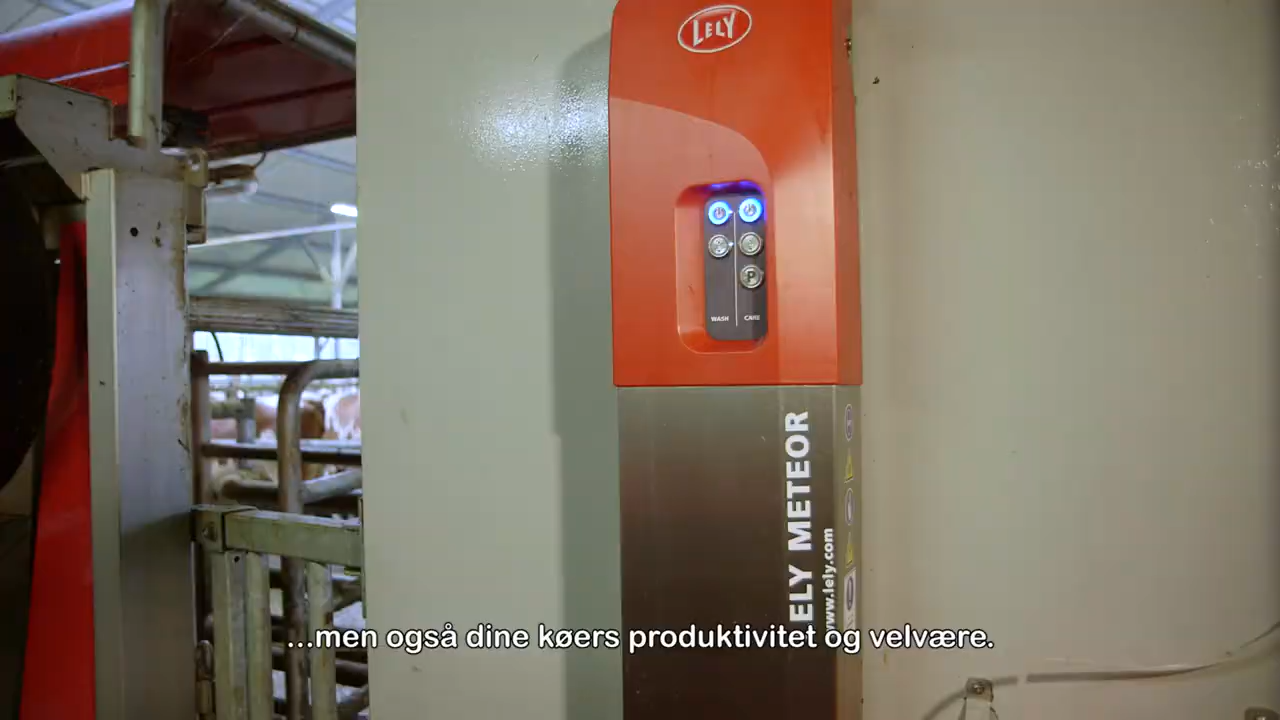 LELY
WASH CARE
P
ELY METEOR
www.lely.com
...men også dine køers produktivitet og velvære.